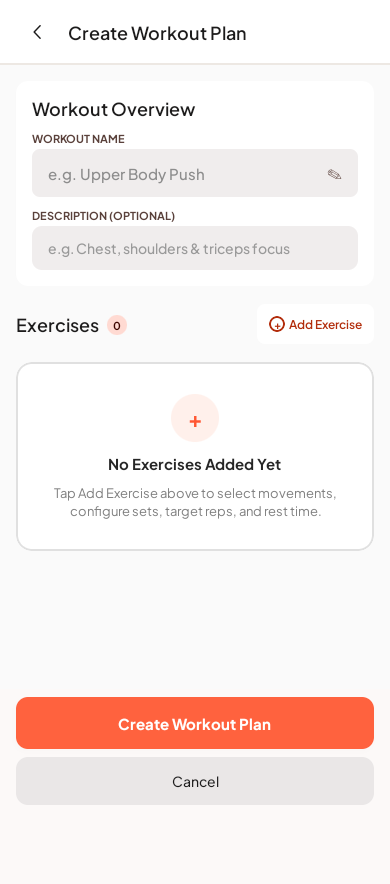 Create Workout Plan
Workout Overview
WORKOUT NAME
e.g. Upper Body Push
DESCRIPTION (OPTIONAL)
e.g. Chest, shoulders & triceps focus
Exercises 0
Add Exercise
No Exercises Added Yet
Tap Add Exercise above to select movements,
configure sets, target reps, and rest time.
Create Workout Plan
Cancel